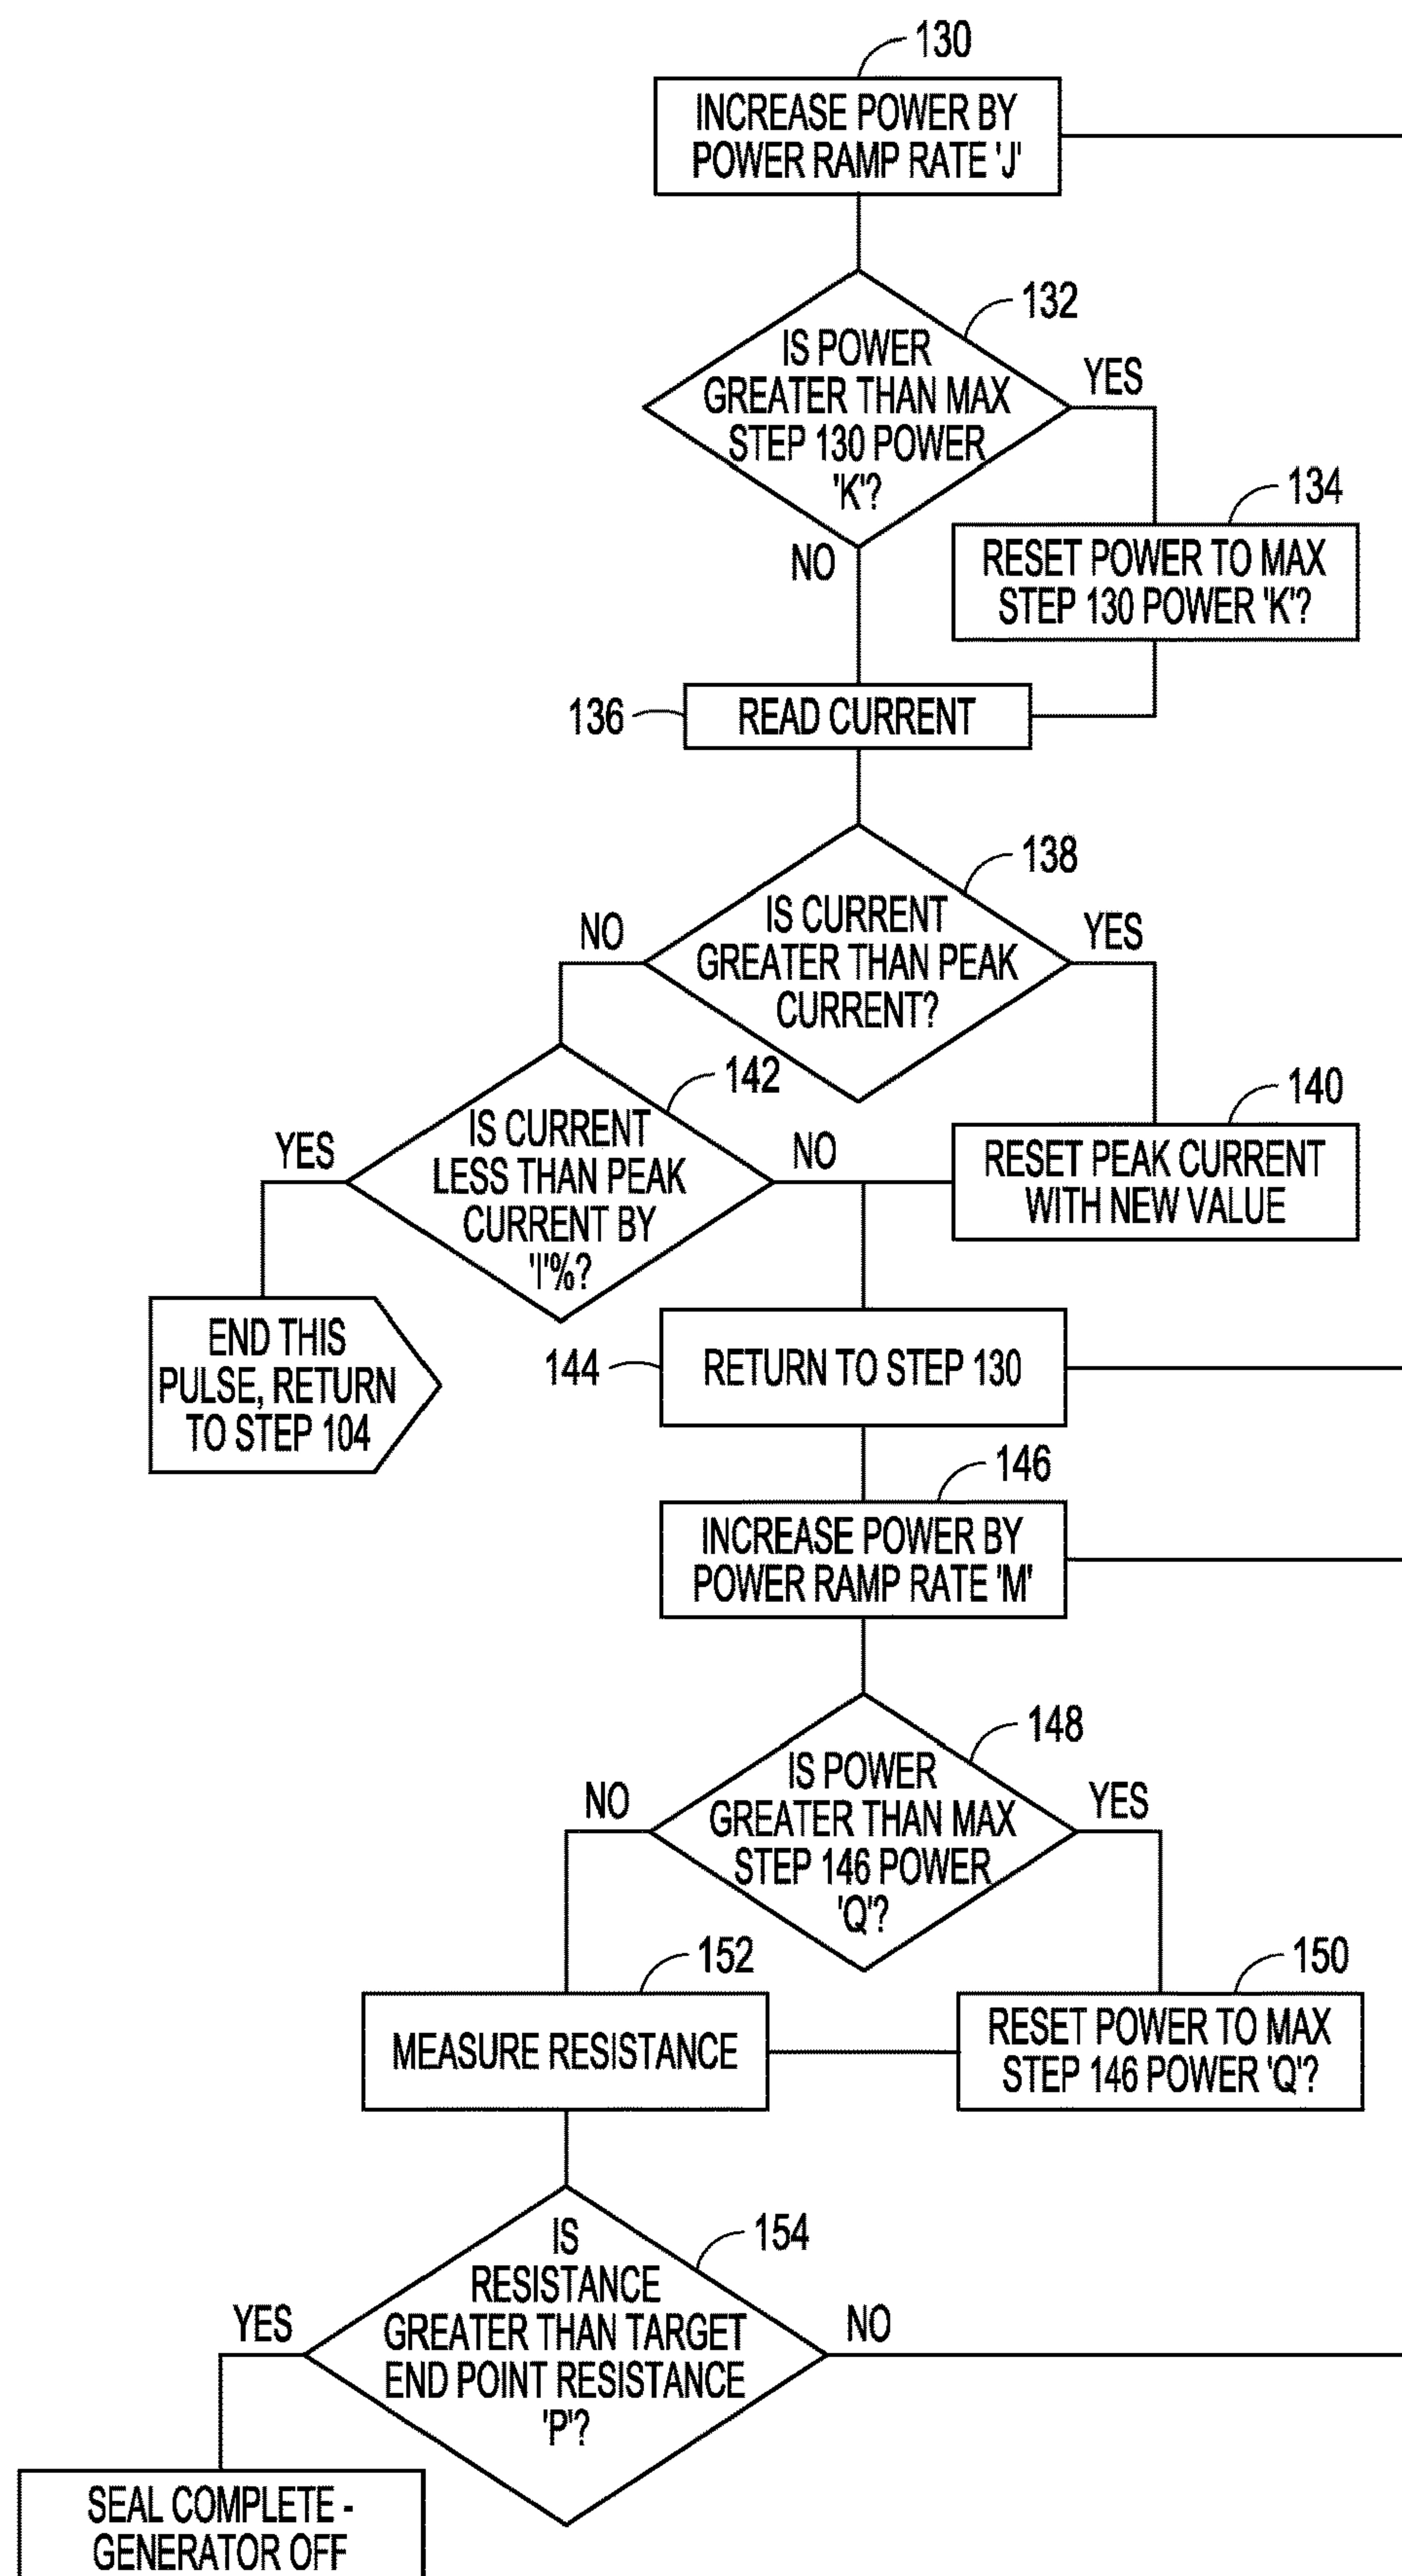 130
INCREASE POWER BY
POWER RAMP RATE 'J'
132
IS POWER
GREATER THAN MAX
STEP 130 POWER
'K'?
YES
NO
134
RESET POWER TO MAX
STEP 130 POWER 'K'?
136
READ CURRENT
138
IS CURRENT
GREATER THAN PEAK
CURRENT?
NO
YES
142
IS CURRENT
LESS THAN PEAK
CURRENT BY
'I'%?
YES
NO
140
RESET PEAK CURRENT
WITH NEW VALUE
END THIS
PULSE, RETURN
TO STEP 104
144
RETURN TO STEP 130
146
INCREASE POWER BY
POWER RAMP RATE 'M'
148
IS POWER
GREATER THAN MAX
STEP 146 POWER
'Q'?
NO
YES
152
MEASURE RESISTANCE
150
RESET POWER TO MAX
STEP 146 POWER 'Q'?
154
IS
RESISTANCE
GREATER THAN TARGET
END POINT RESISTANCE
'P'?
YES
NO
SEAL COMPLETE -
GENERATOR OFF